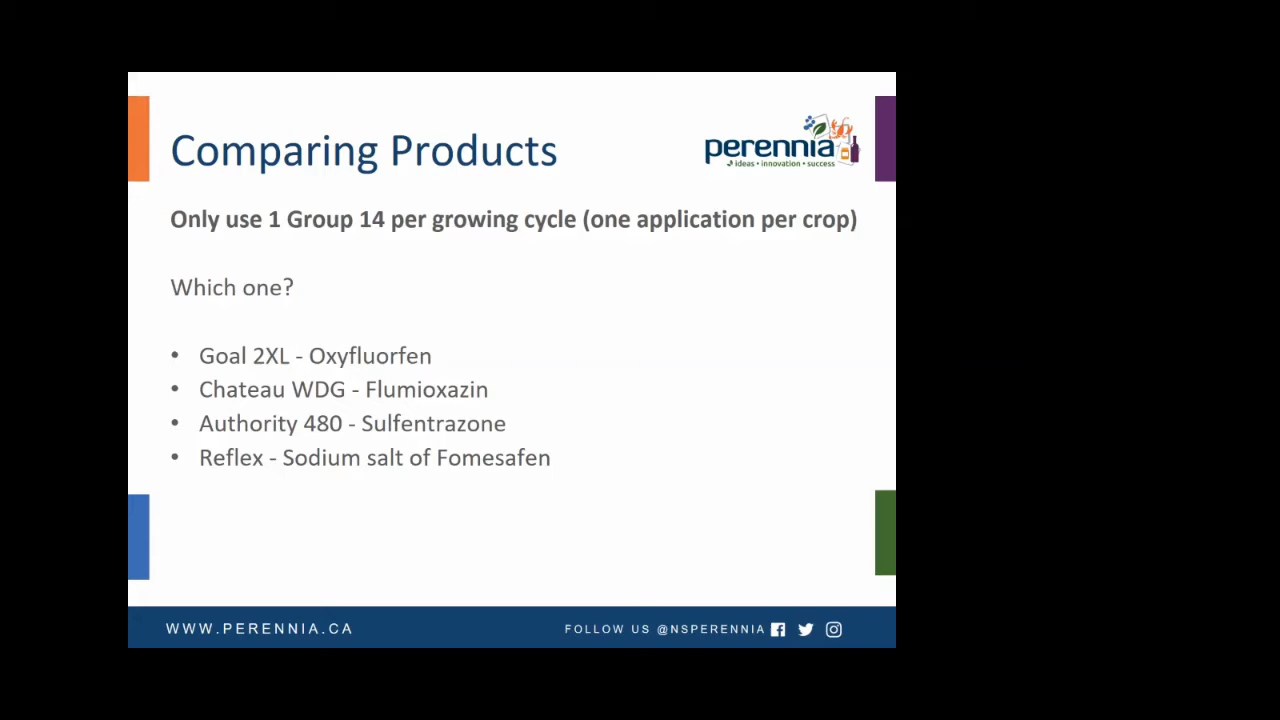 Comparing Products
perennia
ideas • innovation • success
Only use 1 Group 14 per growing cycle (one application per crop)
Which one?
• Goal 2XL - Oxyfluorfen
• Chateau WDG - Flumioxazin
• Authority 480 - Sulfentrazone
• Reflex - Sodium salt of Fomesafen
WWW.PERENNIA.CA
FOLLOW US @NSPERENNIA